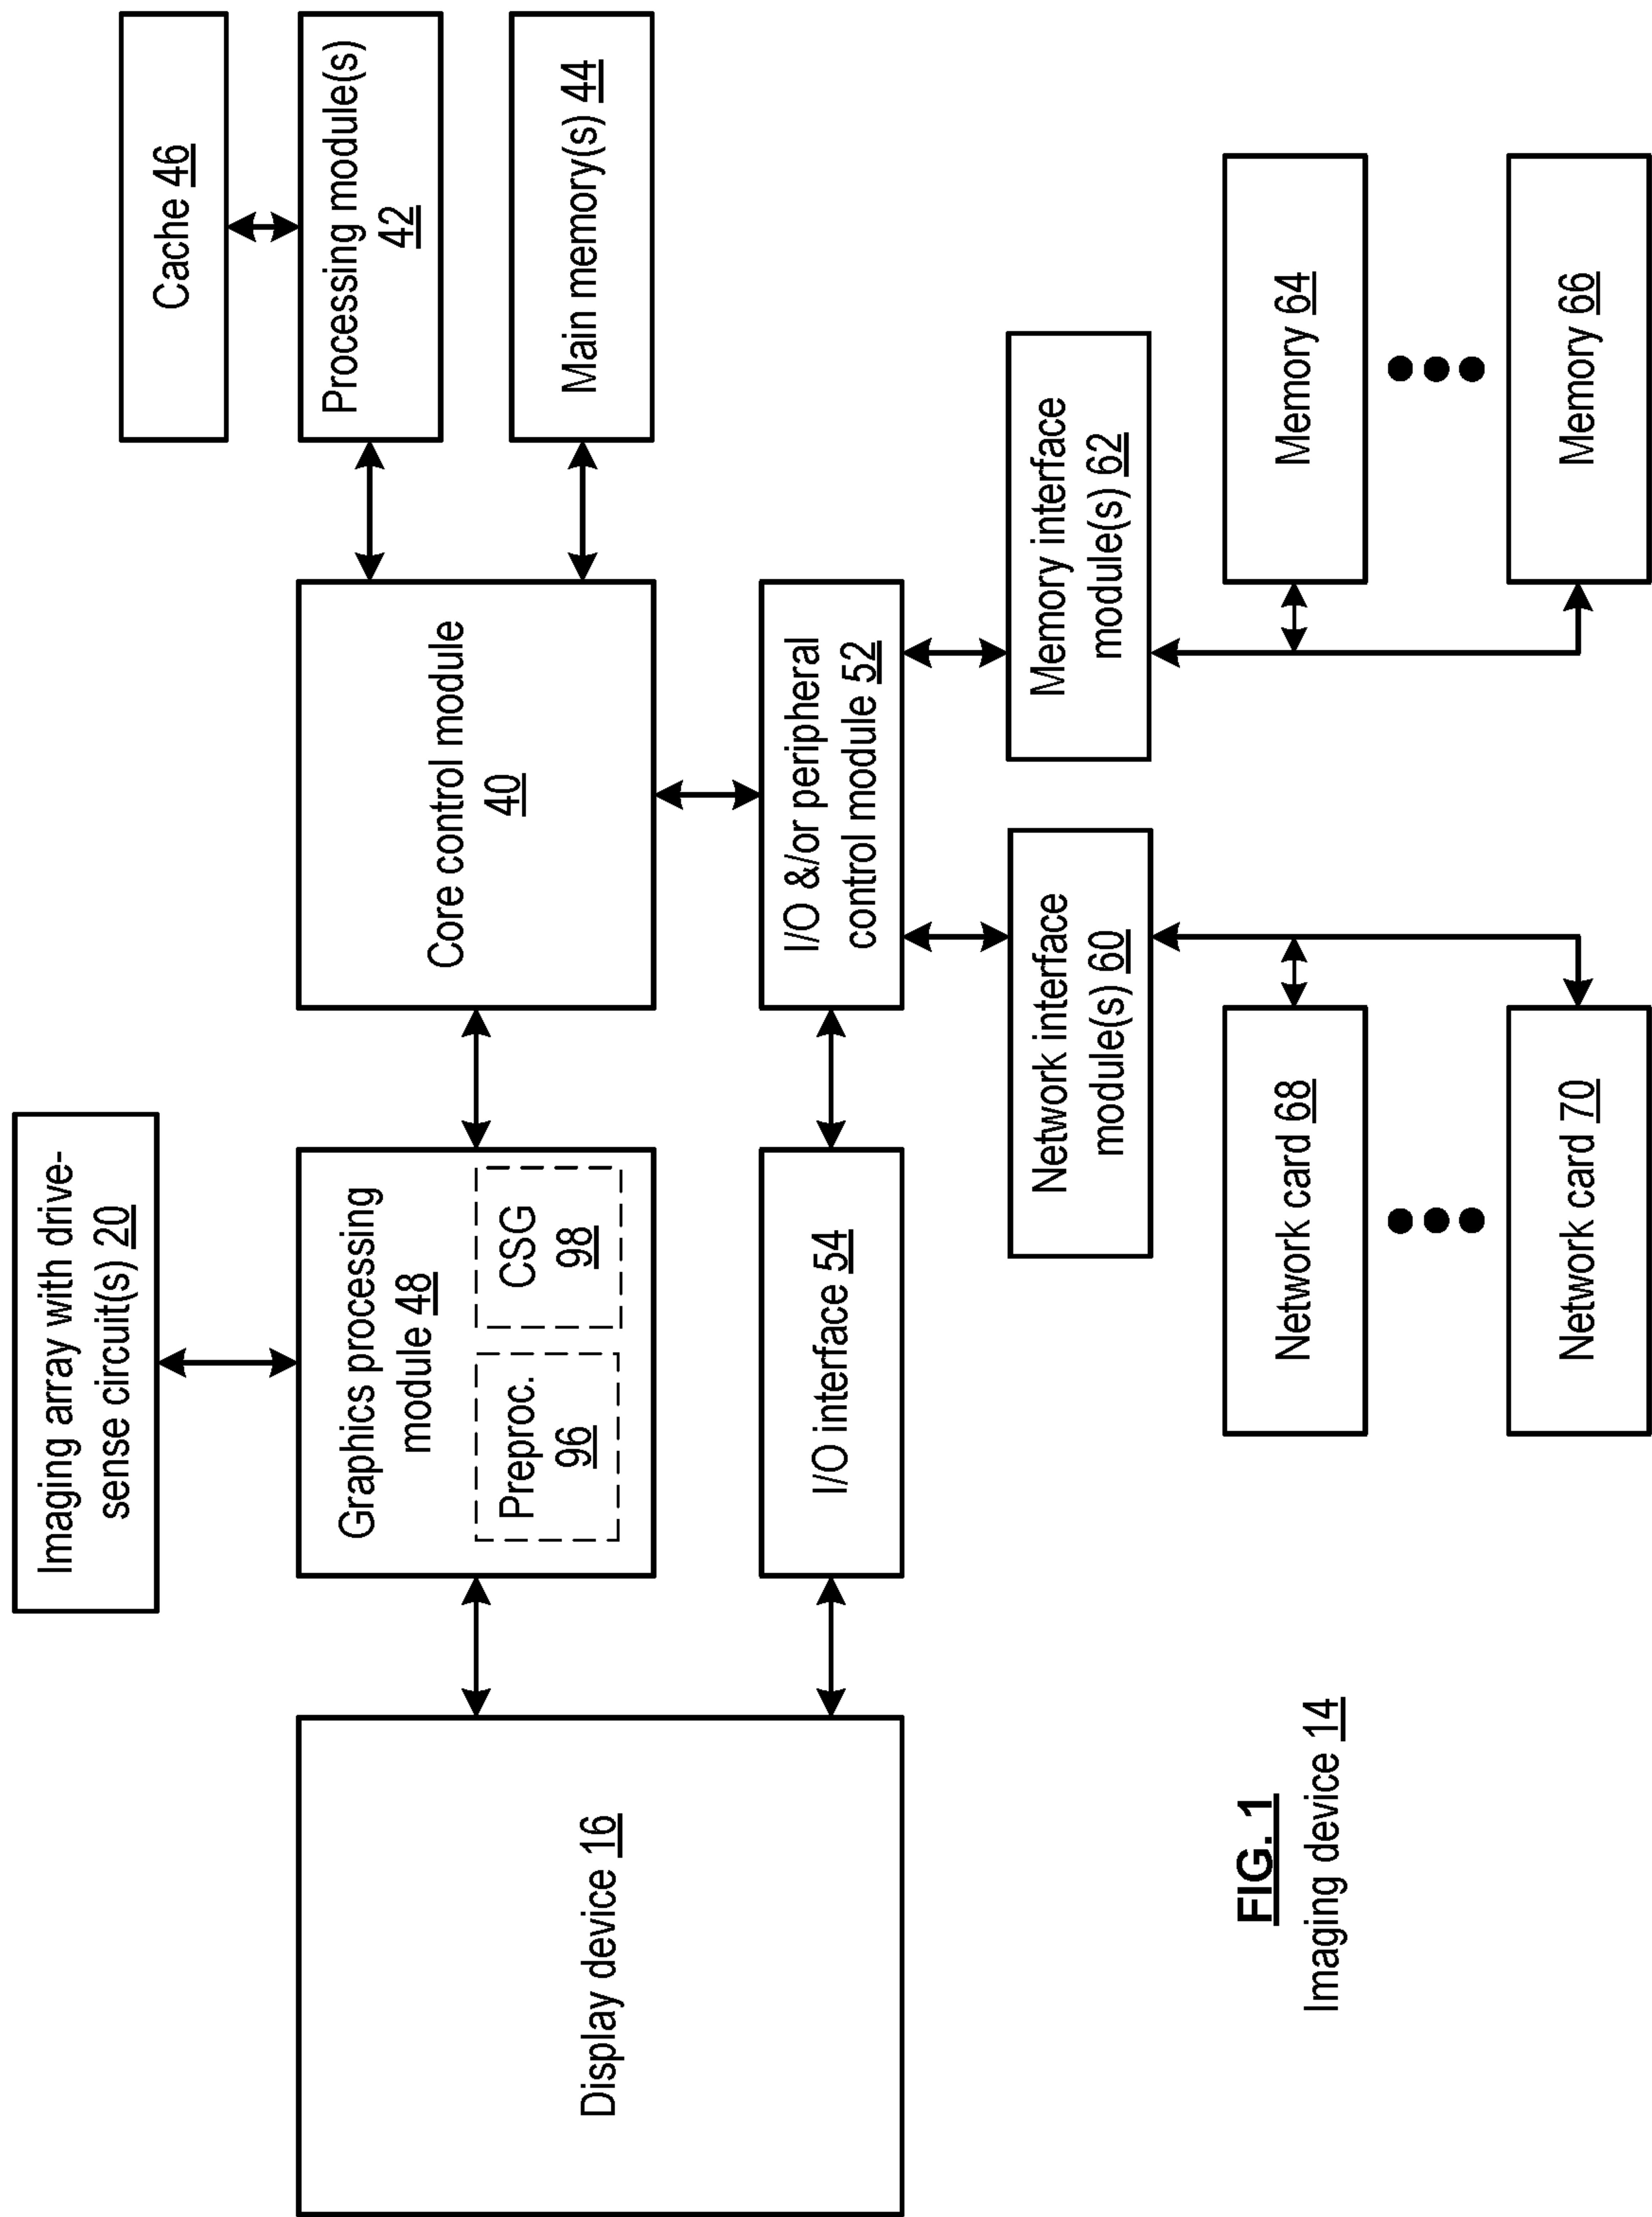 Imaging array with drive-
sense circuit(s) 20
Cache 46
Graphics processing
module 48
Preproc.
96
CSG
98
Core control module
40
Processing module(s)
42
Main memory(s) 44
Display device 16
I/O interface 54
I/O &/or peripheral
control module 52
Network interface
module(s) 60
Memory interface
module(s) 62
Network card 68
Memory 64
Network card 70
Memory 66
FIG. 1
Imaging device 14